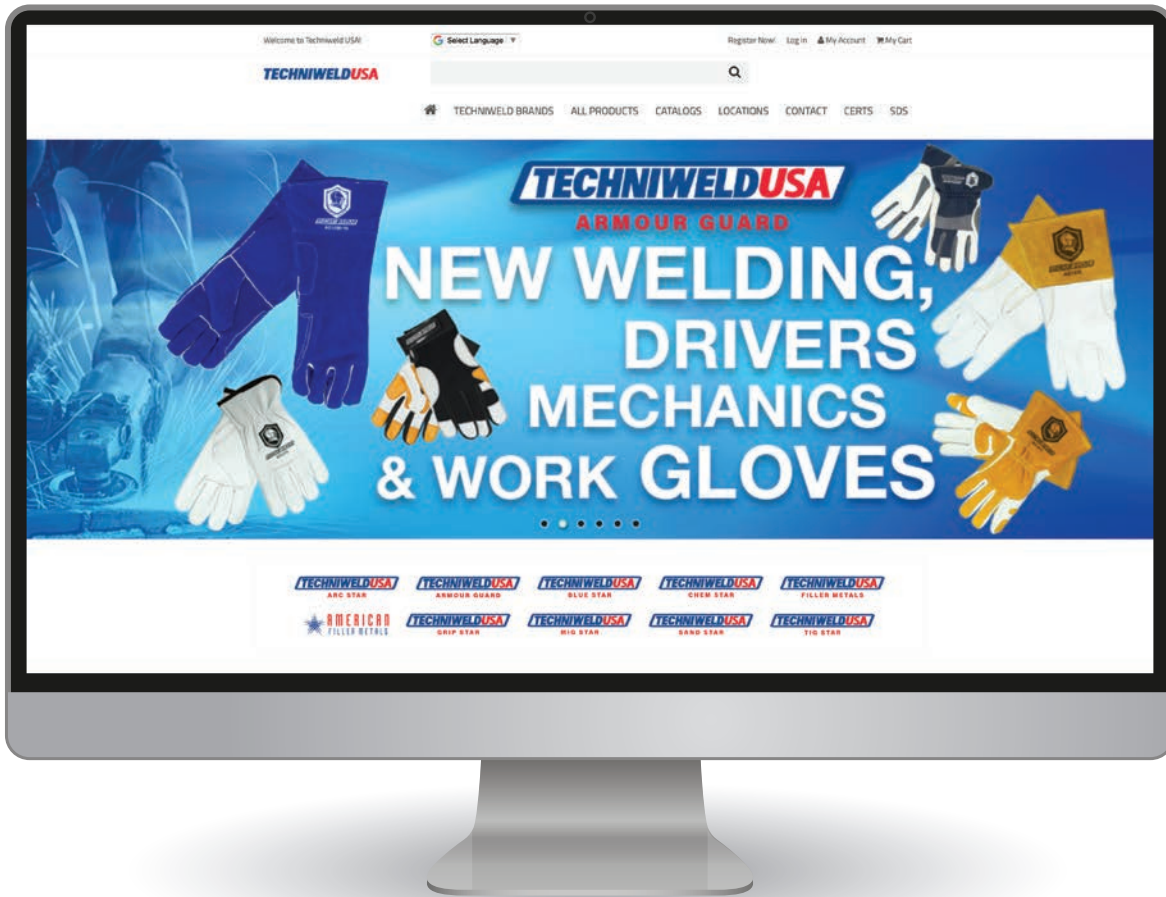 Welcome to Techniweld USA!
Select Language ▼
Register Now!
Log in
My Account
My Cart
TECHNIWELDUSA
TECHNIWELD BRANDS
ALL PRODUCTS
CATALOGS
LOCATIONS
CONTACT
CERTS
SDS
TECHNIWELDUSA
ARMOUR GUARD
NEW WELDING,
DRIVERS
MECHANICS
& WORK GLOVES
TECHNIWELDUSA
ARC STAR
TECHNIWELDUSA
ARMOUR GUARD
TECHNIWELDUSA
BLUE STAR
TECHNIWELDUSA
CHEM STAR
TECHNIWELDUSA
FILLER METALS
AMERICAN
FILLER METALS
TECHNIWELDUSA
GRIP STAR
TECHNIWELDUSA
MIG STAR
TECHNIWELDUSA
SAND STAR
TECHNIWELDUSA
TIG STAR